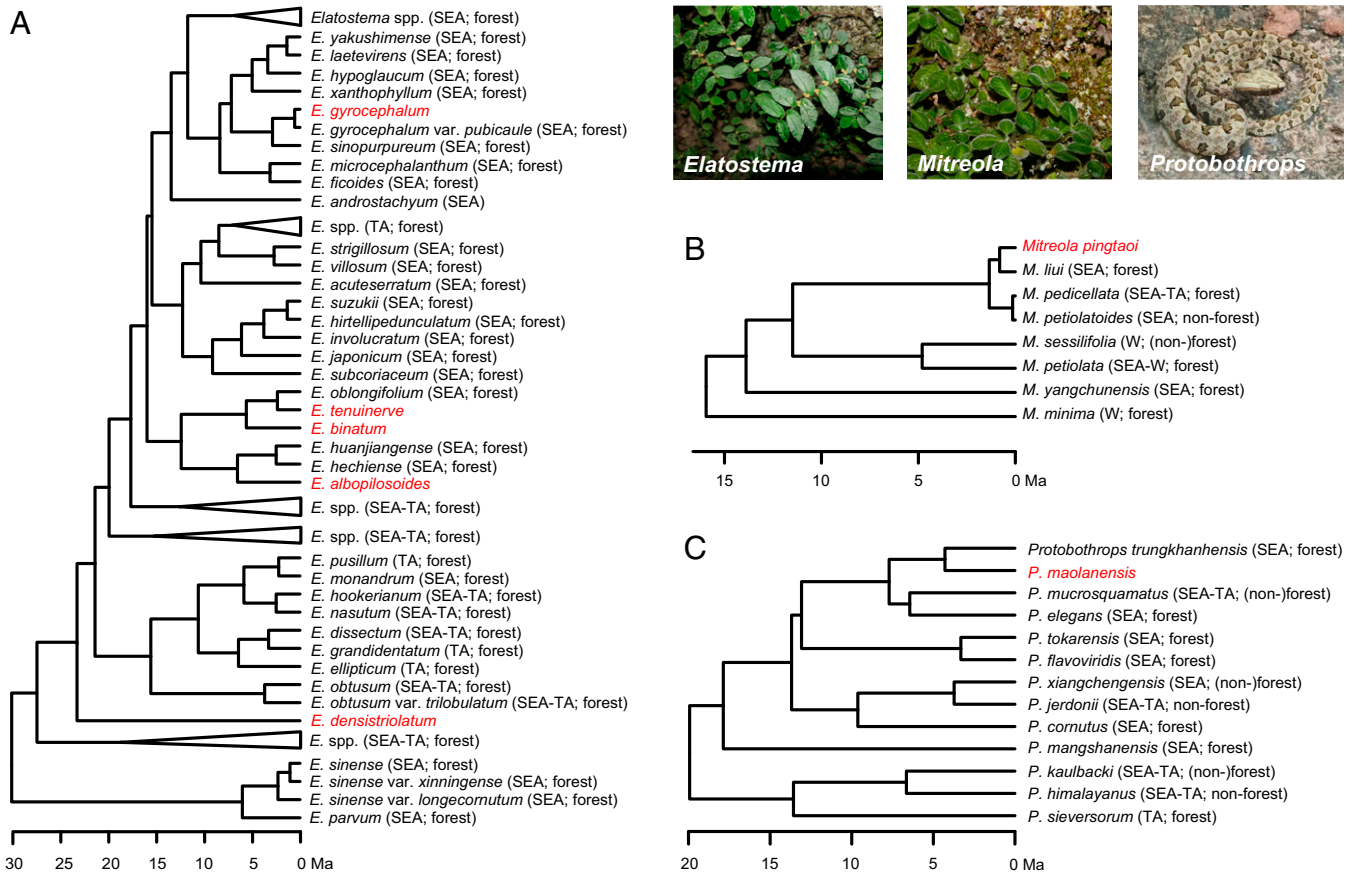 A
Elatostema spp. (SEA; forest)
E. yakushimense (SEA; forest)
E. laetevirens (SEA; forest)
E. hypoglaucum (SEA; forest)
E. xanthophyllum (SEA; forest)
E. gyrocephalum
E. gyrocephalum var. pubicaule (SEA; forest)
E. sinopurpureum (SEA; forest)
E. microcephalanthum (SEA; forest)
E. ficoides (SEA; forest)
E. androstachyum (SEA)
E. spp. (TA; forest)
E. strigillosum (SEA; forest)
E. villosum (SEA; forest)
E. acuteserratum (SEA; forest)
E. suzukii (SEA; forest)
E. hirtellipedunculatum (SEA; forest)
E. involucratum (SEA; forest)
E. japonicum (SEA; forest)
E. subcoriaceum (SEA; forest)
E. oblongifolium (SEA; forest)
E. tenuinerve
E. binatum
E. huanjiangense (SEA; forest)
E. hechiense (SEA; forest)
E. albopilosoides
E. spp. (SEA-TA; forest)
E. spp. (SEA-TA; forest)
E. pusillum (TA; forest)
E. monandrum (SEA; forest)
E. hookerianum (SEA-TA; forest)
E. nasutum (SEA-TA; forest)
E. dissectum (SEA-TA; forest)
E. grandidentatum (TA; forest)
E. ellipticum (TA; forest)
E. obtusum (SEA-TA; forest)
E. obtusum var. trilobulatum (SEA-TA; forest)
E. densistriolatum
E. spp. (SEA-TA; forest)
E. sinense (SEA; forest)
E. sinense var. xinningense (SEA; forest)
E. sinense var. longecornutum (SEA; forest)
E. parvum (SEA; forest)
30 25 20 15 10 5 0 Ma
Elatostema
Mitreola
Protobothrops
B
Mitreola pingtaoi
M. liui (SEA; forest)
M. pedicellata (SEA-TA; forest)
M. petiolatoides (SEA; non-forest)
M. sessilifolia (W; (non-)forest)
M. petiolata (SEA-W; forest)
M. yangchunensis (SEA; forest)
M. minima (W; forest)
15 10 5 0 Ma
C
Protobothrops trungkhanhensis (SEA; forest)
P. maolanensis
P. mucrosquamatus (SEA-TA; (non-)forest)
P. elegans (SEA; forest)
P. tokarensis (SEA; forest)
P. flavoviridis (SEA; forest)
P. xiangchengensis (SEA; (non-)forest)
P. jerdonii (SEA-TA; non-forest)
P. cornutus (SEA; forest)
P. mangshanensis (SEA; forest)
P. kaulbacki (SEA-TA; (non-)forest)
P. himalayanus (SEA-TA; non-forest)
P. sieversorum (TA; forest)
20 15 10 5 0 Ma